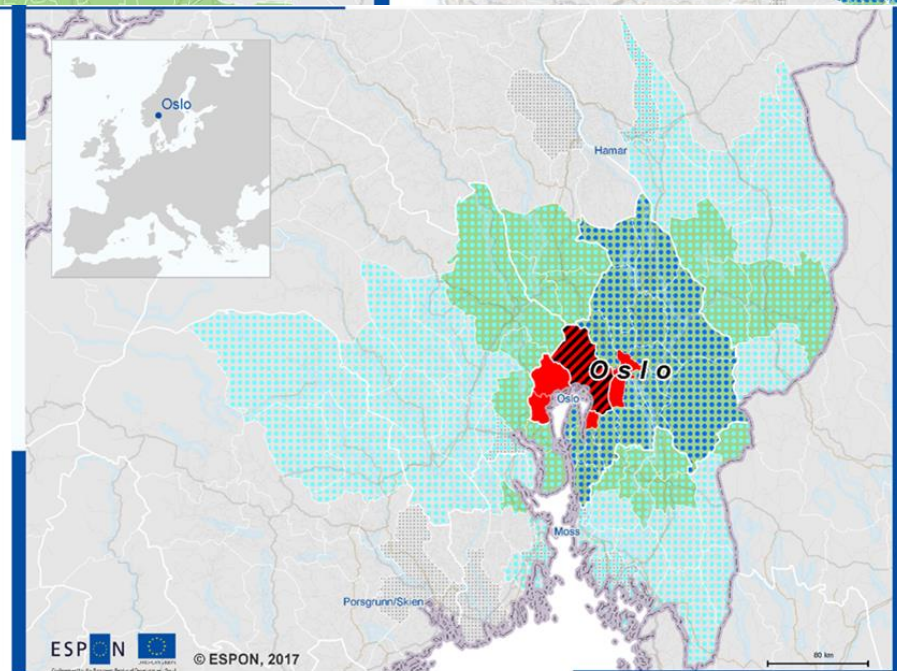 Oslo
Hamar
Oslo
Oslo
Moss
Porsgrunn/Skien
80 km
ESPON
© ESPON, 2017